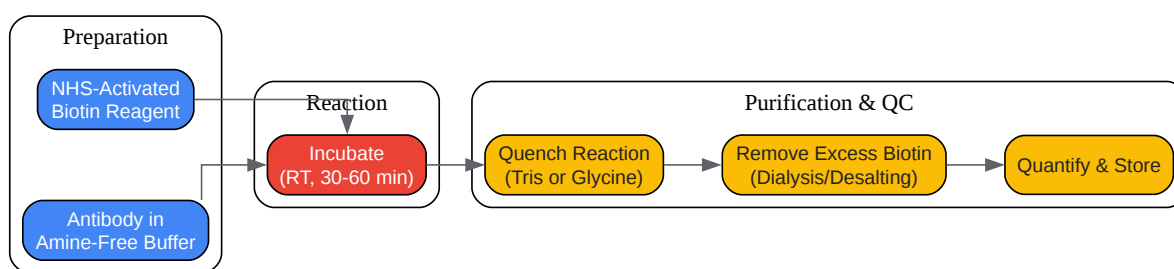 Preparation
NHS-Activated
Biotin Reagent
Antibody in
Amine-Free Buffer
Reaction
Incubate
(RT, 30-60 min)
Purification & QC
Quench Reaction
(Tris or Glycine)
Remove Excess Biotin
(Dialysis/Desalting)
Quantify & Store